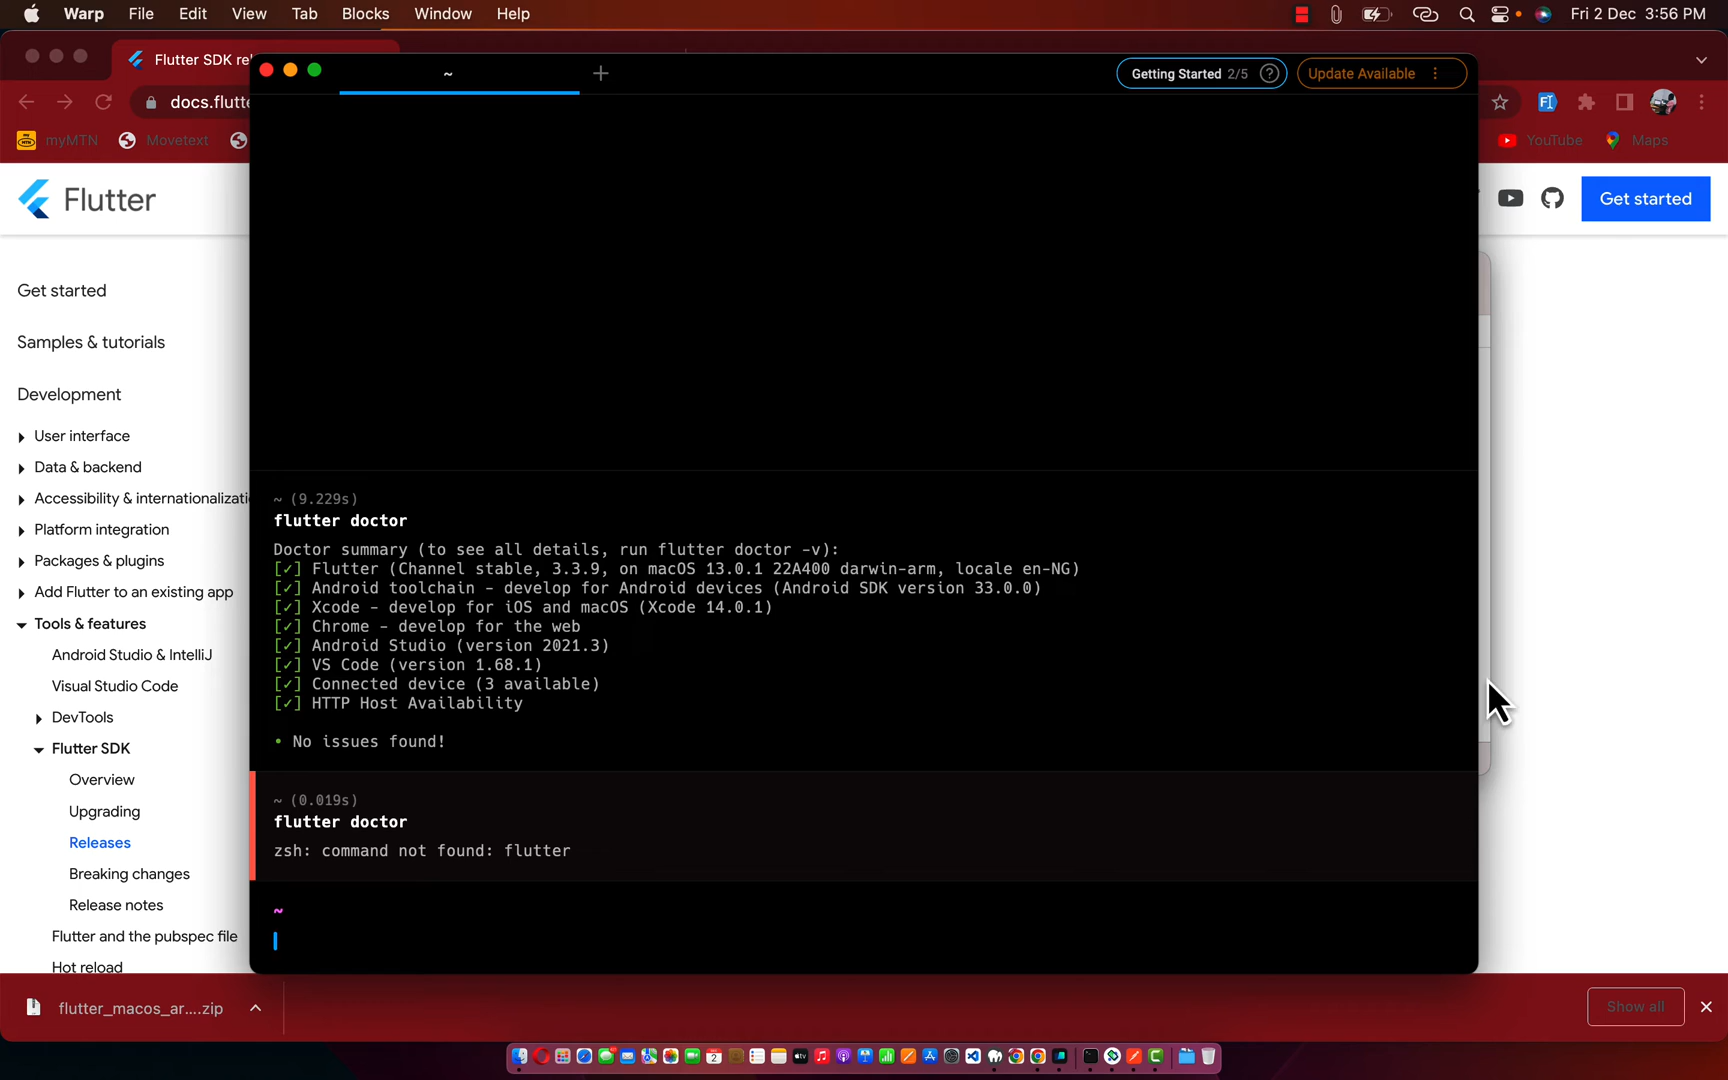 Warp File Edit View Tab Blocks Window Help Fri 2 Dec 3:56 PM
Flutter SDK re
~
Getting Started 2/5 ?
Update Available
docs.flutte
myMTN Movetext YouTube Maps
Flutter
Get started
Get started
Samples & tutorials
Development
User interface
Data & backend
Accessibility & internationalizati
Platform integration
Packages & plugins
Add Flutter to an existing app
Tools & features
Android Studio & IntelliJ
Visual Studio Code
DevTools
Flutter SDK
Overview
Upgrading
Releases
Breaking changes
Release notes
Flutter and the pubspec file
Hot reload
~ (9.229s)
flutter doctor
Doctor summary (to see all details, run flutter doctor -v):
[✓] Flutter (Channel stable, 3.3.9, on macOS 13.0.1 22A400 darwin-arm, locale en-NG)
[✓] Android toolchain - develop for Android devices (Android SDK version 33.0.0)
[✓] Xcode - develop for iOS and macOS (Xcode 14.0.1)
[✓] Chrome - develop for the web
[✓] Android Studio (version 2021.3)
[✓] VS Code (version 1.68.1)
[✓] Connected device (3 available)
[✓] HTTP Host Availability
• No issues found!
~ (0.019s)
flutter doctor
zsh: command not found: flutter
~
flutter_macos_ar....zip
Show all